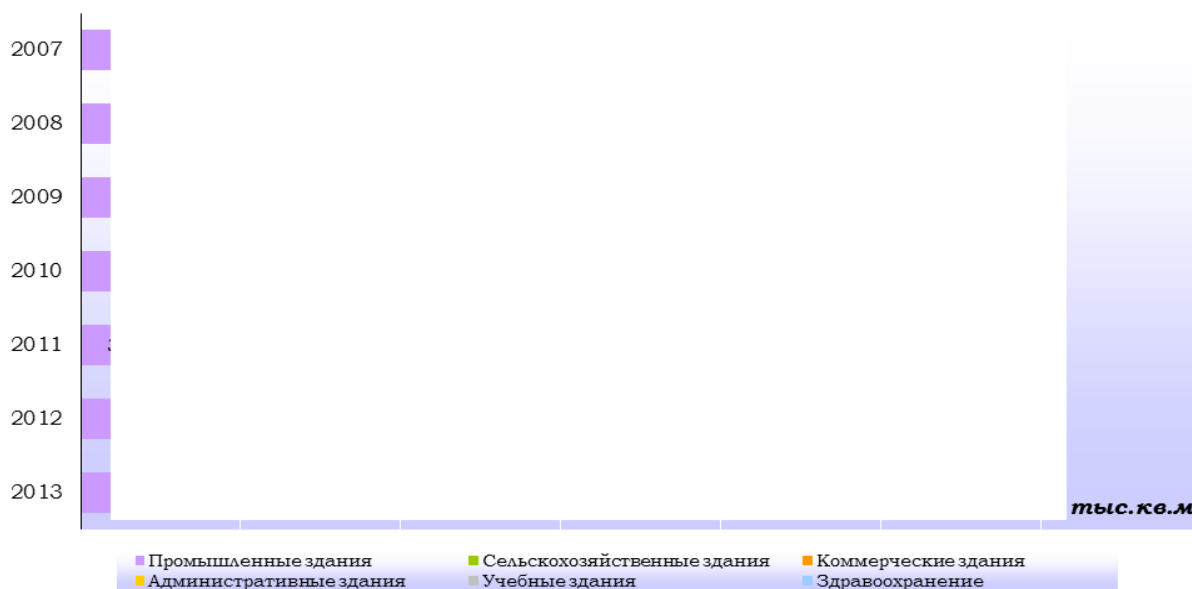 2007
2008
2009
2010
2011
2012
2013
тыс.кв.м
Промышленные здания Сельскохозяйственные здания Коммерческие здания
Административные здания Учебные здания Здравоохранение